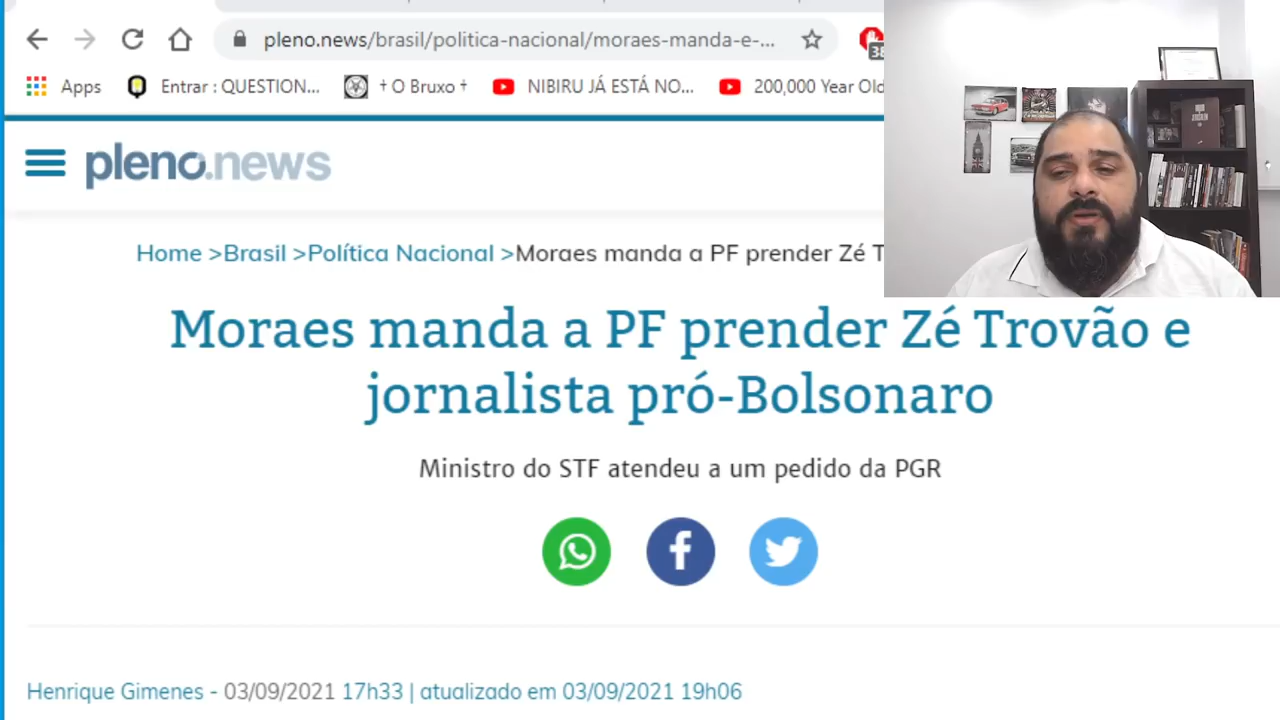 pleno.news/brasil/politica-nacional/moraes-manda-e-...
38
Apps
Entrar : QUESTION...
† O Bruxo †
NIBIRU JÁ ESTÁ NO...
200,000 Year Old
pleno.news
Home >Brasil >Política Nacional >Moraes manda a PF prender Zé T
Moraes manda a PF prender Zé Trovão e
jornalista pró-Bolsonaro
Ministro do STF atendeu a um pedido da PGR
Henrique Gimenes - 03/09/2021 17h33 | atualizado em 03/09/2021 19h06